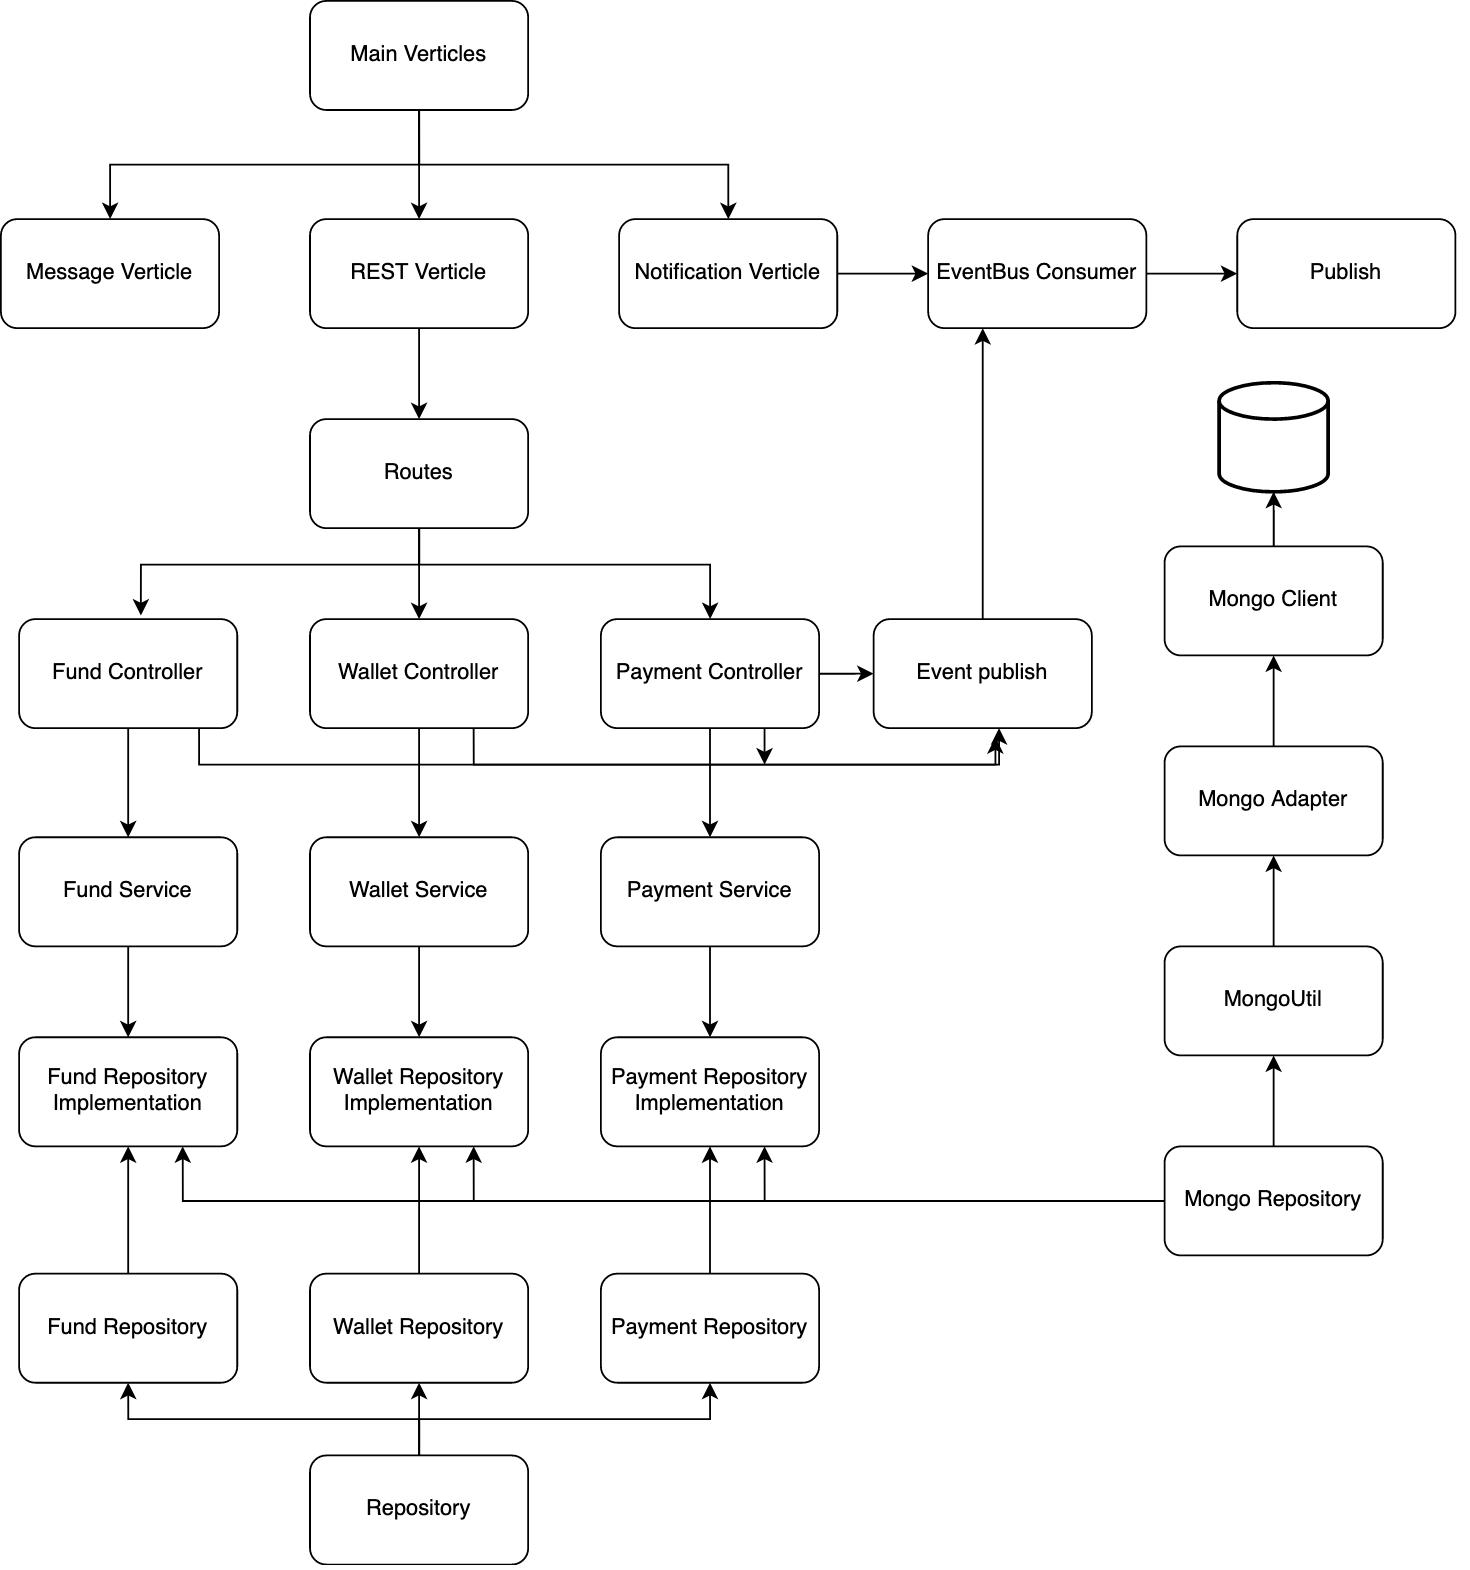 Main Verticles
Message Verticle
REST Verticle
Notification Verticle
EventBus Consumer
Publish
Routes
Mongo Client
Fund Controller
Wallet Controller
Payment Controller
Event publish
Mongo Adapter
Fund Service
Wallet Service
Payment Service
MongoUtil
Fund Repository
Implementation
Wallet Repository
Implementation
Payment Repository
Implementation
Mongo Repository
Fund Repository
Wallet Repository
Payment Repository
Repository